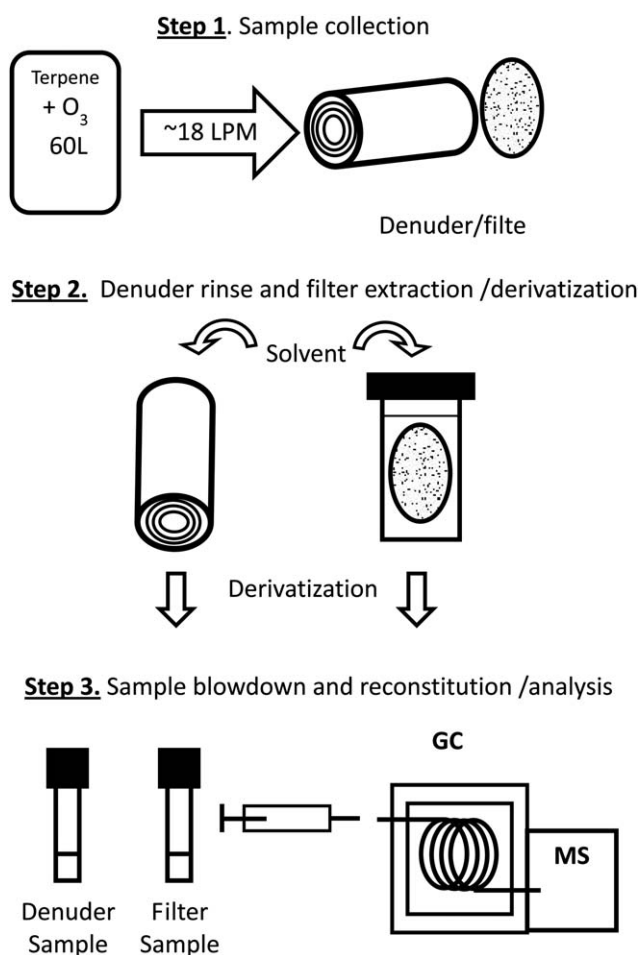 Step 1. Sample collection
Terpene
+ O₃
60L
~18 LPM
Denuder/filte
Step 2. Denuder rinse and filter extraction /derivatization
Solvent
Derivatization
Step 3. Sample blowdown and reconstitution /analysis
GC
MS
Denuder
Sample
Filter
Sample